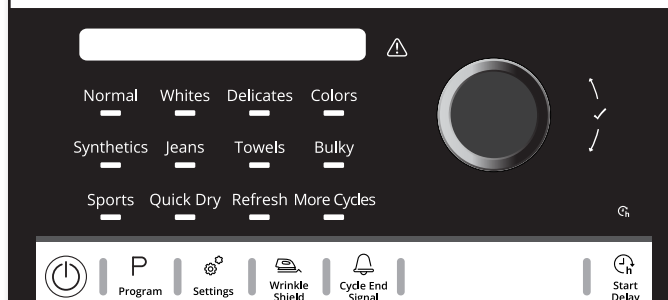 Normal Whites Delicates Colors
Synthetics Jeans Towels Bulky
Sports Quick Dry Refresh More Cycles
h
P h
Program Settings Wrinkle Cycle End Start
Shield Signal Delay